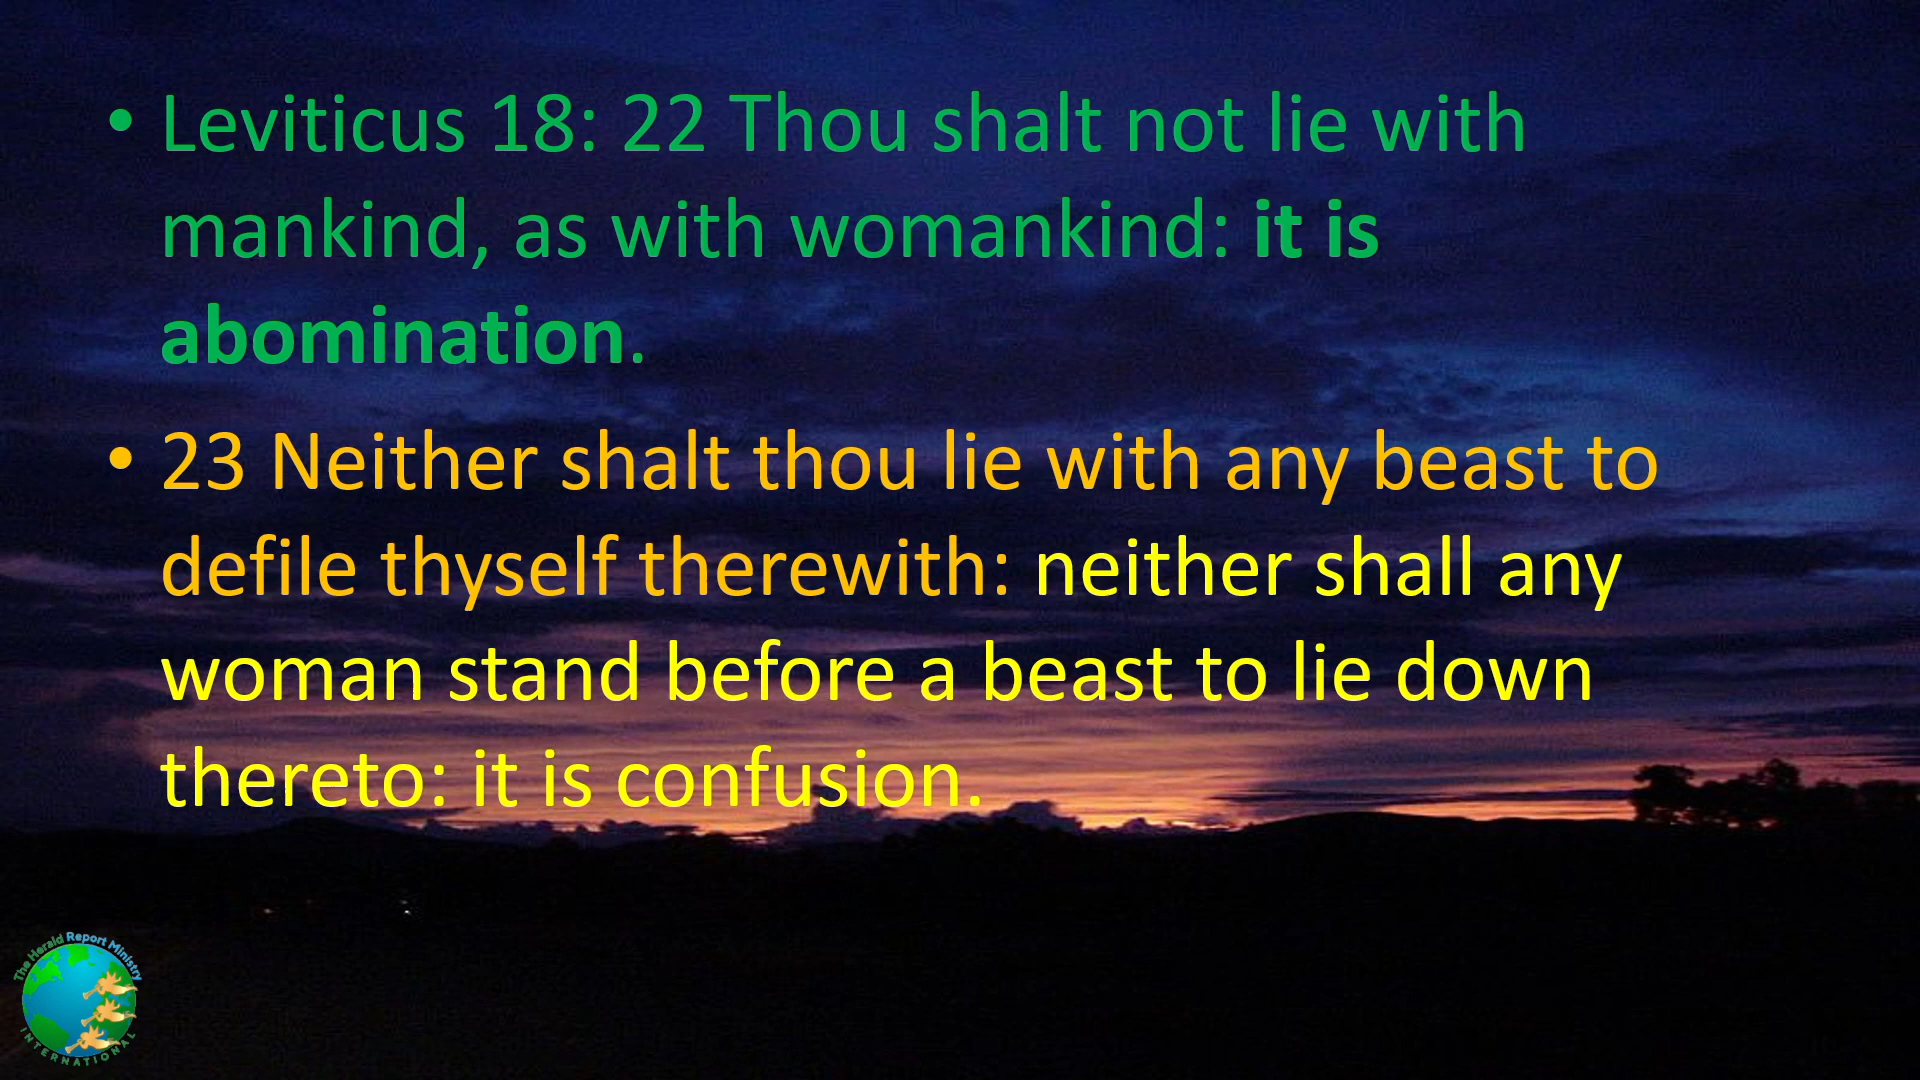 • Leviticus 18: 22 Thou shalt not lie with
mankind, as with womankind: it is
abomination.
• 23 Neither shalt thou lie with any beast to
defile thyself therewith: neither shall any
woman stand before a beast to lie down
thereto: it is confusion.
The Herald Report Ministry
INTERNATIONAL